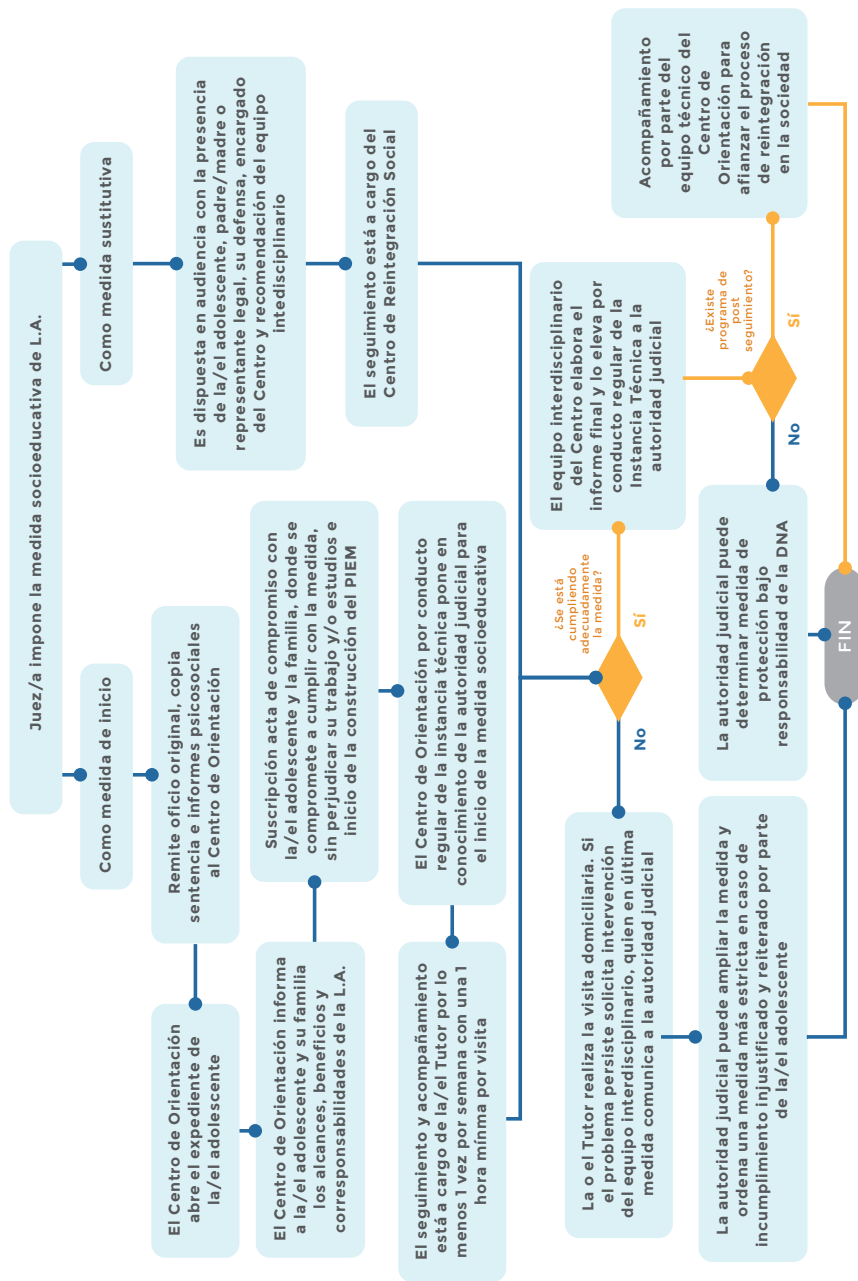 Juez/a impone la medida socioeducativa de L.A.
Como medida de inicio
Remite oficio original, copia
sentencia e informes psicosociales
al Centro de Orientación
El Centro de Orientación
abre el expediente de
la/el adolescente
El Centro de Orientación informa
a la/el adolescente y su familia
los alcances, beneficios y
corresponsabilidades de la L.A.
Suscripción acta de compromiso con
la/el adolescente y la familia, donde se
compromete a cumplir con la medida,
sin perjudicar su trabajo y/o estudios e
inicio de la construcción del PIEM
El Centro de Orientación por conducto
regular de la instancia técnica pone en
conocimiento de la autoridad judicial para
el inicio de la medida socioeducativa
El seguimiento y acompañamiento
está a cargo de la/el Tutor por lo
menos 1 vez por semana con una 1
hora mínma por visita
Como medida sustitutiva
Es dispuesta en audiencia con la presencia
de la/el adolescente, padre/madre o
representante legal, su defensa, encargado
del Centro y recomendación del equipo
intedisciplinario
El seguimiento está a cargo del
Centro de Reintegración Social
¿Se está
cumpliendo
adecuadamente
la medida?
No
Sí
La o el Tutor realiza la visita domiciliaria. Si
el problema persiste solicita intervención
del equipo interdisciplinario, quien en última
medida comunica a la autoridad judicial
La autoridad judicial puede ampliar la medida y
ordena una medida más estricta en caso de
incumplimiento injustificado y reiterado por parte
de la/el adolescente
El equipo interdisciplinario
del Centro elabora el
informe final y lo eleva por
conducto regular de la
Instancia Técnica a la
autoridad judicial
¿Existe
programa de
post
seguimiento?
No
Sí
La autoridad judicial puede
determinar medida de
protección bajo
responsabilidad de la DNA
Acompañamiento
por parte del
equipo técnico del
Centro de
Orientación para
afianzar el proceso
de reintegración
en la sociedad
FIN